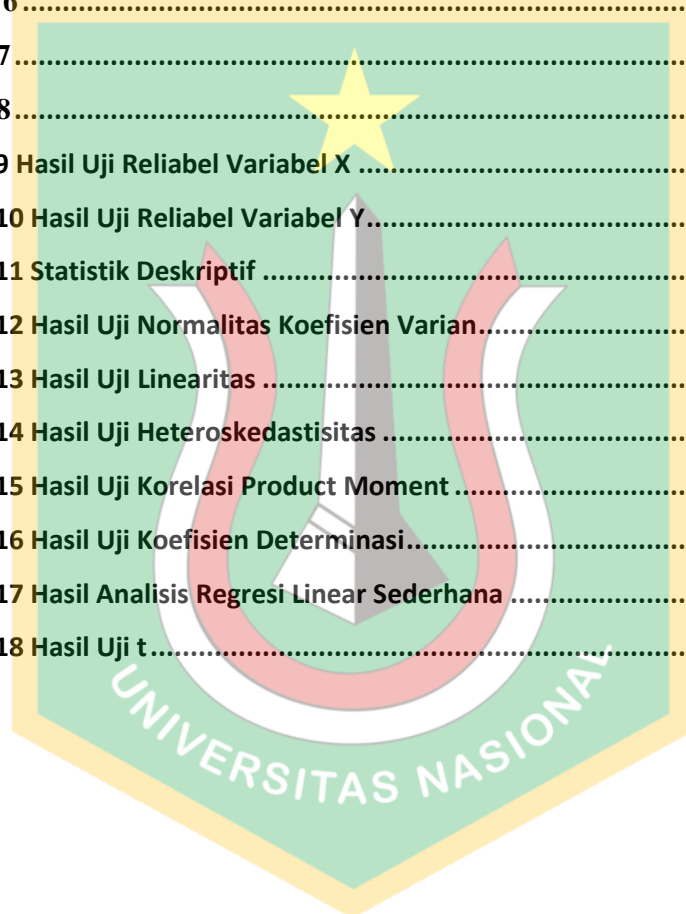 6 ................................................................
7 ................................................................
8 ................................................................
9 Hasil Uji Reliabel Variabel X ................................
10 Hasil Uji Reliabel Variabel Y ................................
11 Statistik Deskriptif ................................
12 Hasil Uji Normalitas Koefisien Varian ................................
13 Hasil UjI Linearitas ................................
14 Hasil Uji Heteroskedastisitas ................................
15 Hasil Uji Korelasi Product Moment ................................
16 Hasil Uji Koefisien Determinasi ................................
17 Hasil Analisis Regresi Linear Sederhana ................................
18 Hasil Uji t ................................
UNIVERSITAS NASIONAL